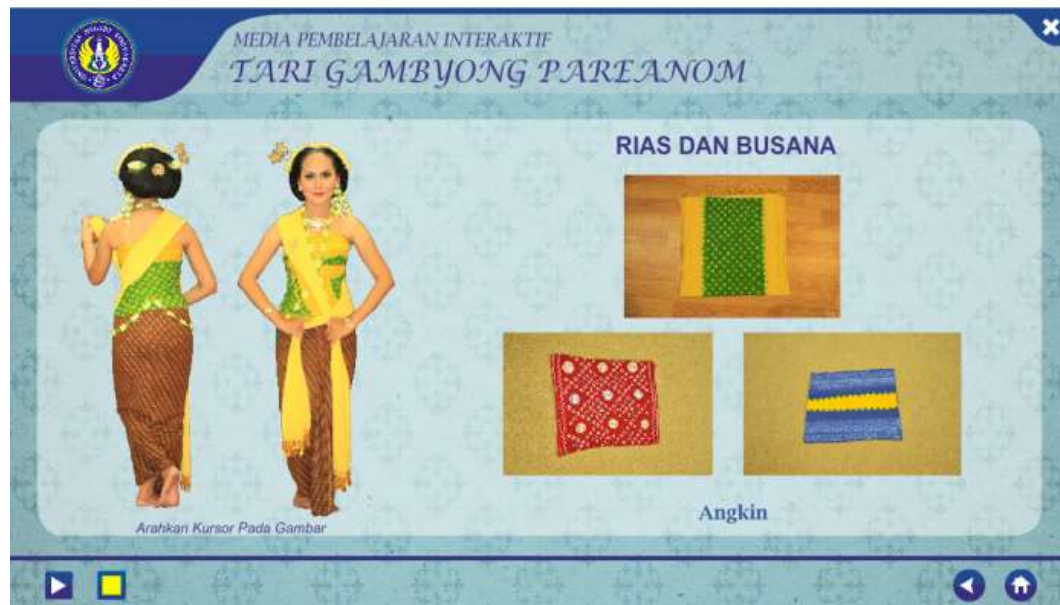 MEDIA PEMBELAJARAN INTERAKTIF
TARI GAMBYONG PAREANOM
RIAS DAN BUSANA
Angkin
Arahkan Kursor Pada Gambar